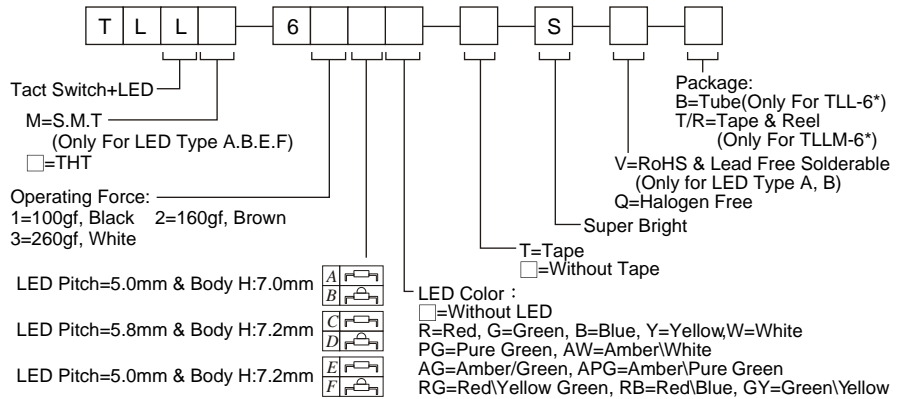 T L L □ - 6 □ □ □ - □ - S - □ - □
Tact Switch+LED
M=S.M.T
(Only For LED Type A.B.E.F)
□=THT
Operating Force:
1=100gf, Black 2=160gf, Brown
3=260gf, White
LED Pitch=5.0mm & Body H:7.0mm
A
B
LED Pitch=5.8mm & Body H:7.2mm
C
D
LED Pitch=5.0mm & Body H:7.2mm
E
F
LED Color：
□=Without LED
R=Red, G=Green, B=Blue, Y=Yellow,W=White
PG=Pure Green, AW=Amber\White
AG=Amber/Green, APG=Amber\Pure Green
RG=Red\Yellow Green, RB=Red\Blue, GY=Green\Yellow
T=Tape
□=Without Tape
Super Bright
V=RoHS & Lead Free Solderable
(Only for LED Type A, B)
Q=Halogen Free
Package:
B=Tube(Only For TLL-6*)
T/R=Tape & Reel
(Only For TLLM-6*)